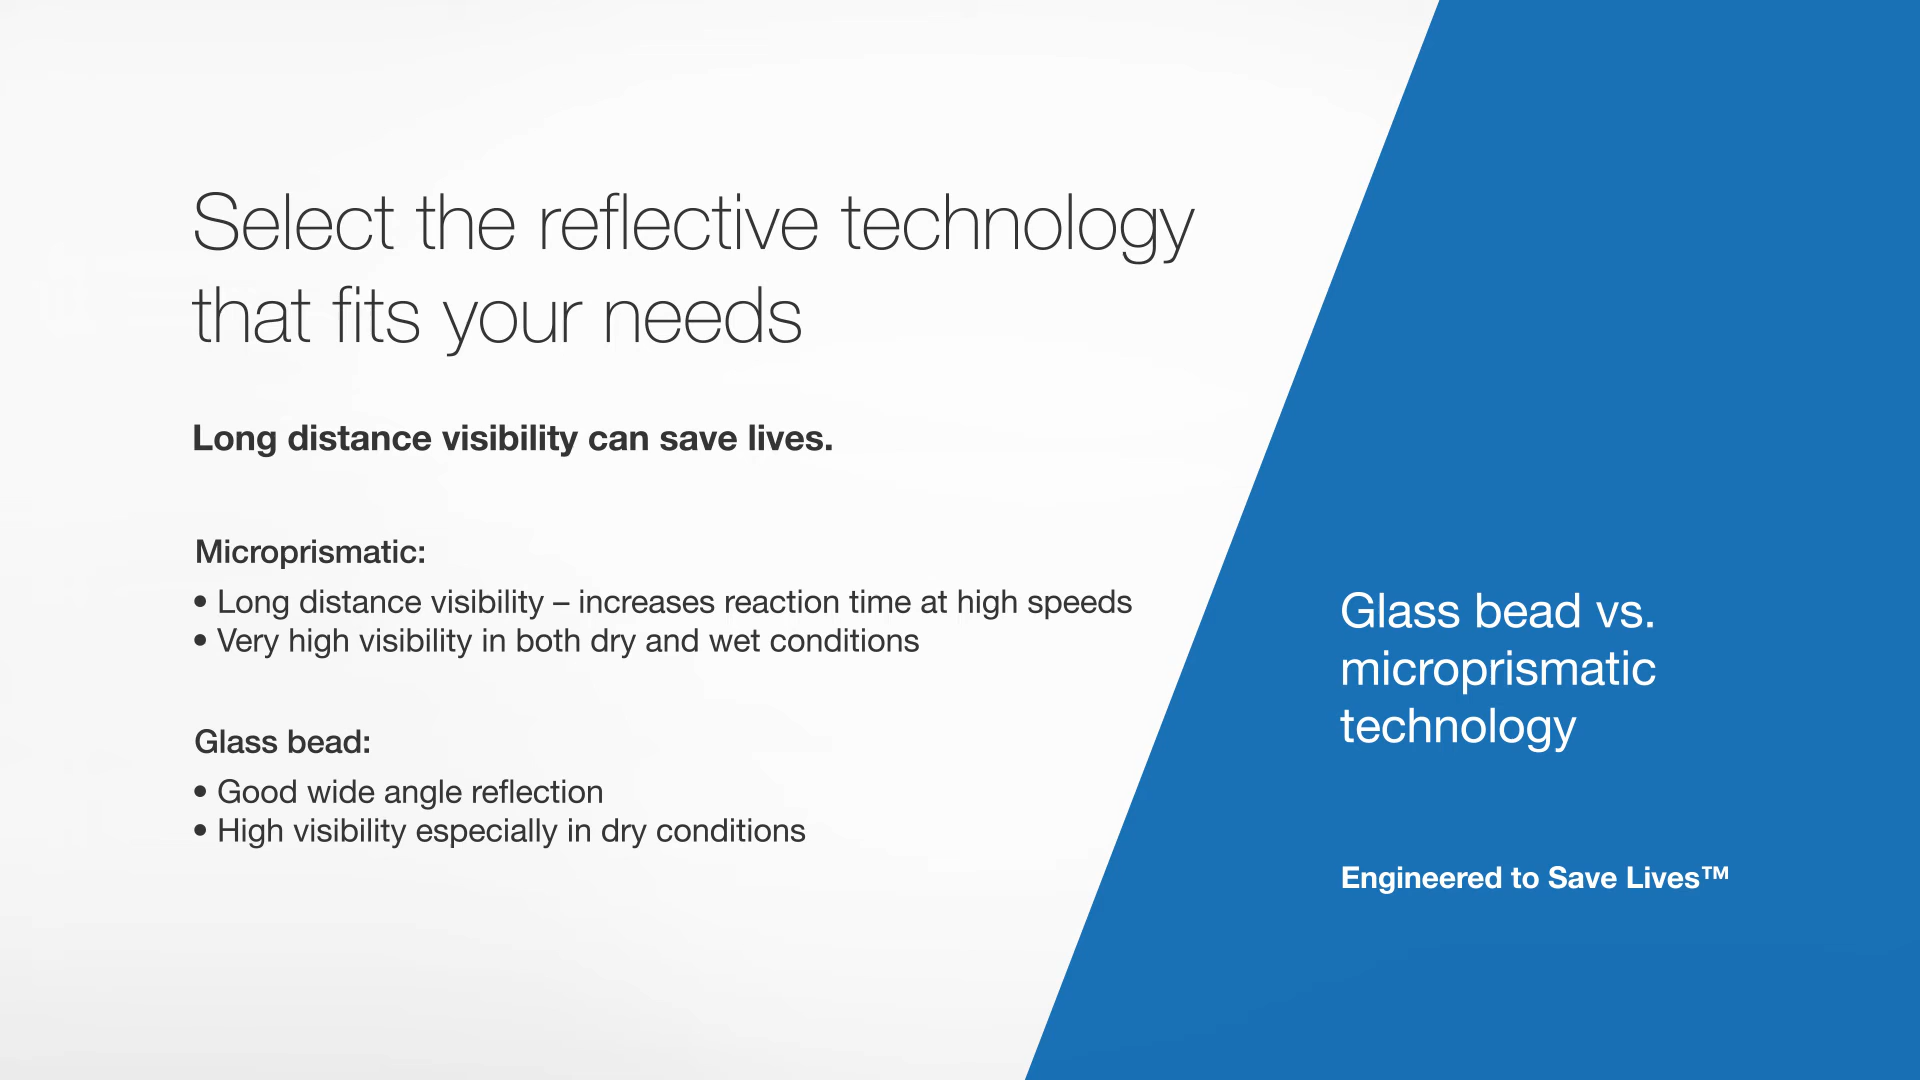 Select the reflective technology
that fits your needs
Long distance visibility can save lives.
Microprismatic:
• Long distance visibility – increases reaction time at high speeds
• Very high visibility in both dry and wet conditions
Glass bead:
• Good wide angle reflection
• High visibility especially in dry conditions
Glass bead vs.
microprismatic
technology
Engineered to Save Lives™